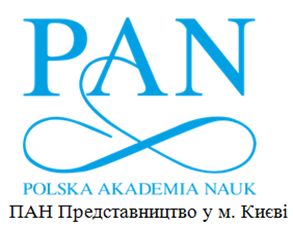 PAN
POLSKA AKADEMIA NAUK
ПАН Представництво у м. Києві